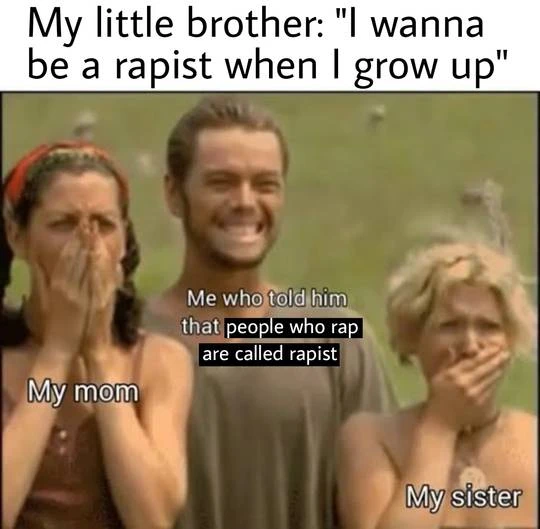 My little brother: "I wanna
be a rapist when I grow up"
Me who told him
that people who rap
are called rapist
My mom
My sister